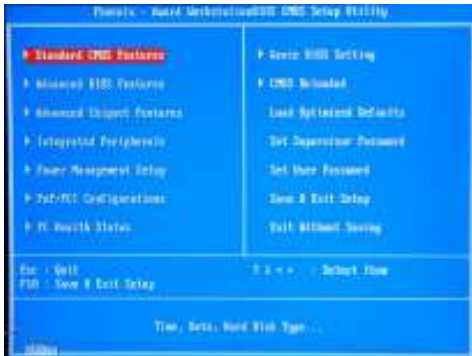 Phoenix - Award WorkstationBIOS CMOS Setup Utility
Standard CMOS Features
Advanced BIOS Features
Advanced Chipset Features
Integrated Peripherals
Power Management Setup
PnP/PCI Configurations
PC Health Status
Genie BIOS Setting
CMOS Reloaded
Load Optimized Defaults
Set Supervisor Password
Set User Password
Save & Exit Setup
Exit Without Saving
Esc : Quit
F10 : Save & Exit Setup
: Select Item
Time, Date, Hard Disk Type...